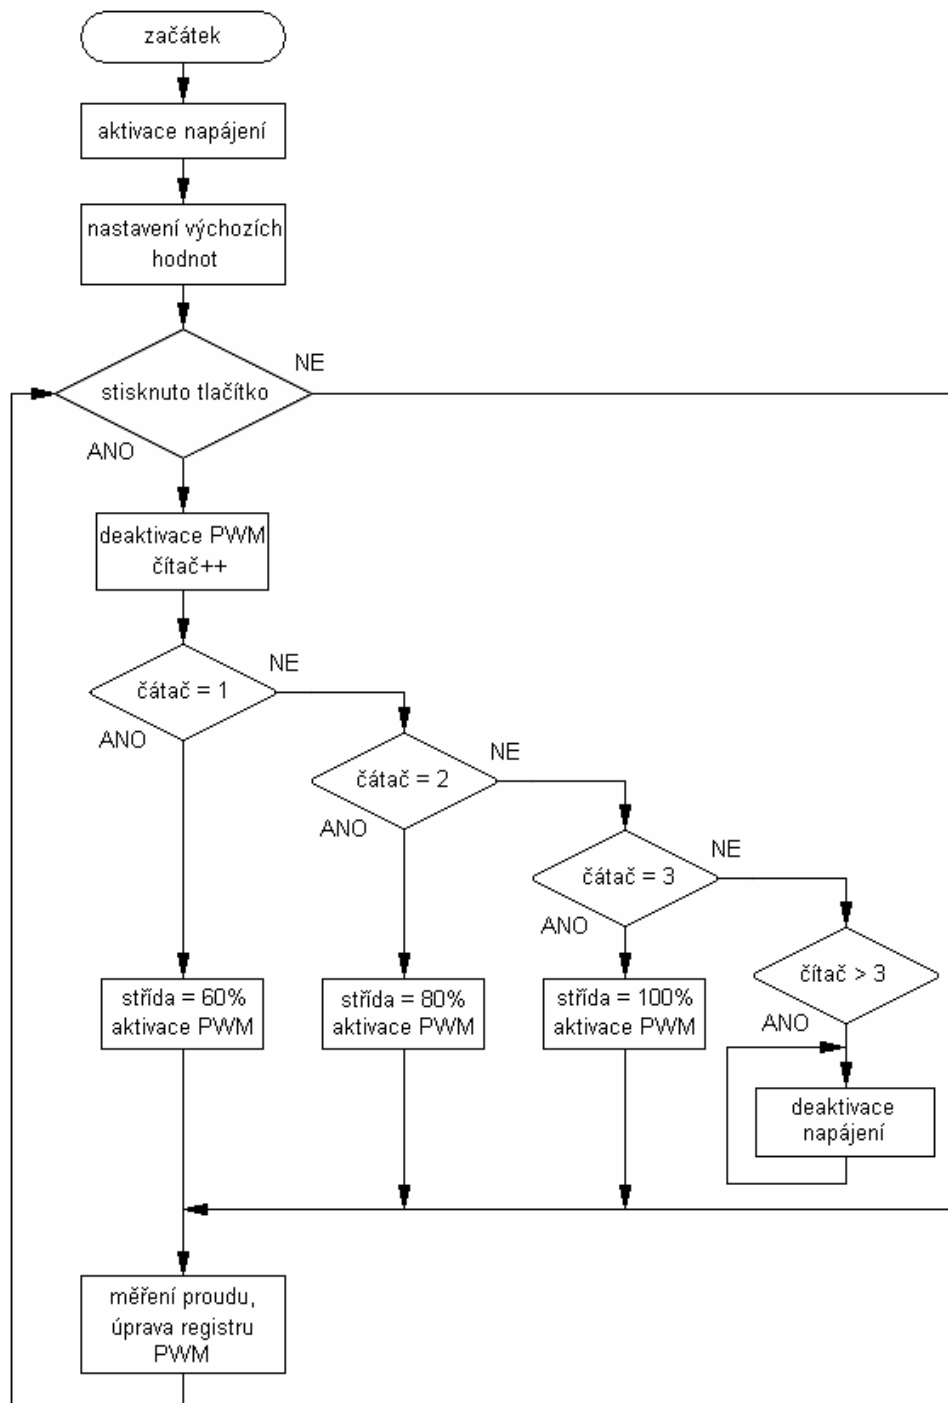 začátek
aktivace napájení
nastavení výchozích
hodnot
NE
stisknuto tlačítko
ANO
deaktivace PWM
čítač++
NE
čátač = 1
ANO
NE
čátač = 2
ANO
NE
čátač = 3
ANO
čítač > 3
ANO
střída = 60%
aktivace PWM
střída = 80%
aktivace PWM
střída = 100%
aktivace PWM
deaktivace
napájení
měření proudu,
úprava registru
PWM